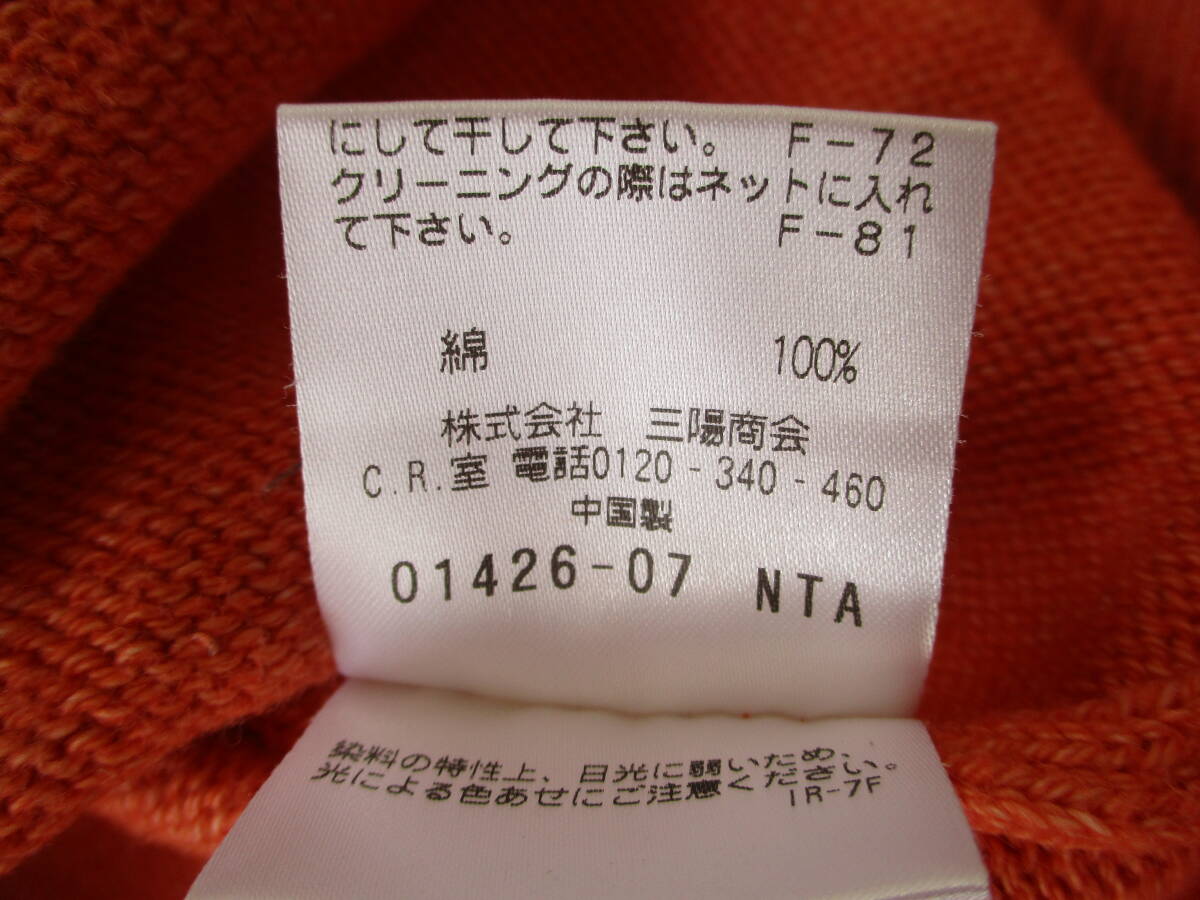 にして干して下さい。 F-72
クリーニングの際はネットに入れ
て下さい。 F-81
綿 100%
株式会社 三陽商会
C.R.室 電話0120-340-460
中国製
01426-07 NTA
染料の特性上、日光に弱いため、
光による色あせにご注意ください。
IR-7F